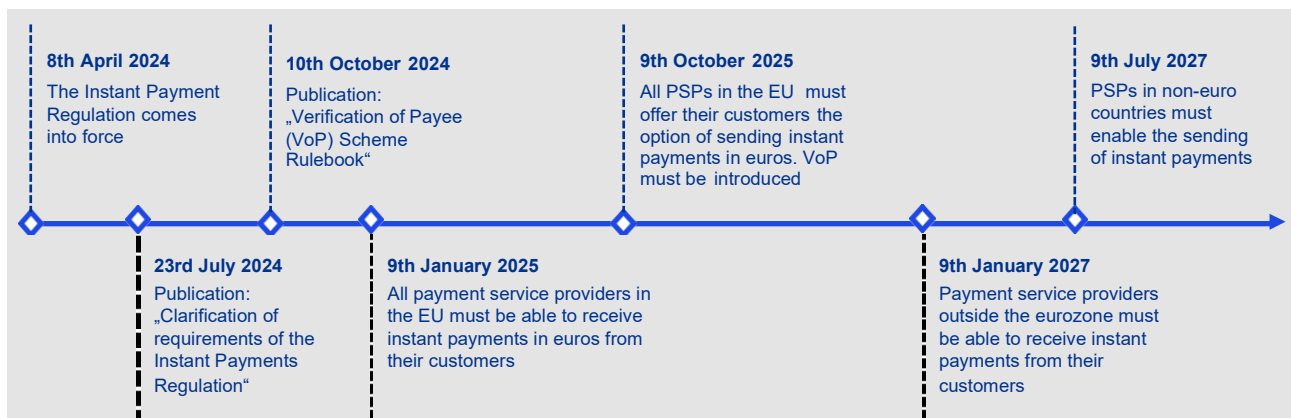 8th April 2024
The Instant Payment
Regulation comes
into force
10th October 2024
Publication:
„Verification of Payee
(VoP) Scheme
Rulebook“
9th October 2025
All PSPs in the EU must
offer their customers the
option of sending instant
payments in euros. VoP
must be introduced
9th July 2027
PSPs in non-euro
countries must
enable the sending
of instant payments
23rd July 2024
Publication:
„Clarification of
requirements of the
Instant Payments
Regulation“
9th January 2025
All payment service providers in
the EU must be able to receive
instant payments in euros from
their customers
9th January 2027
Payment service providers
outside the eurozone must
be able to receive instant
payments from their
customers